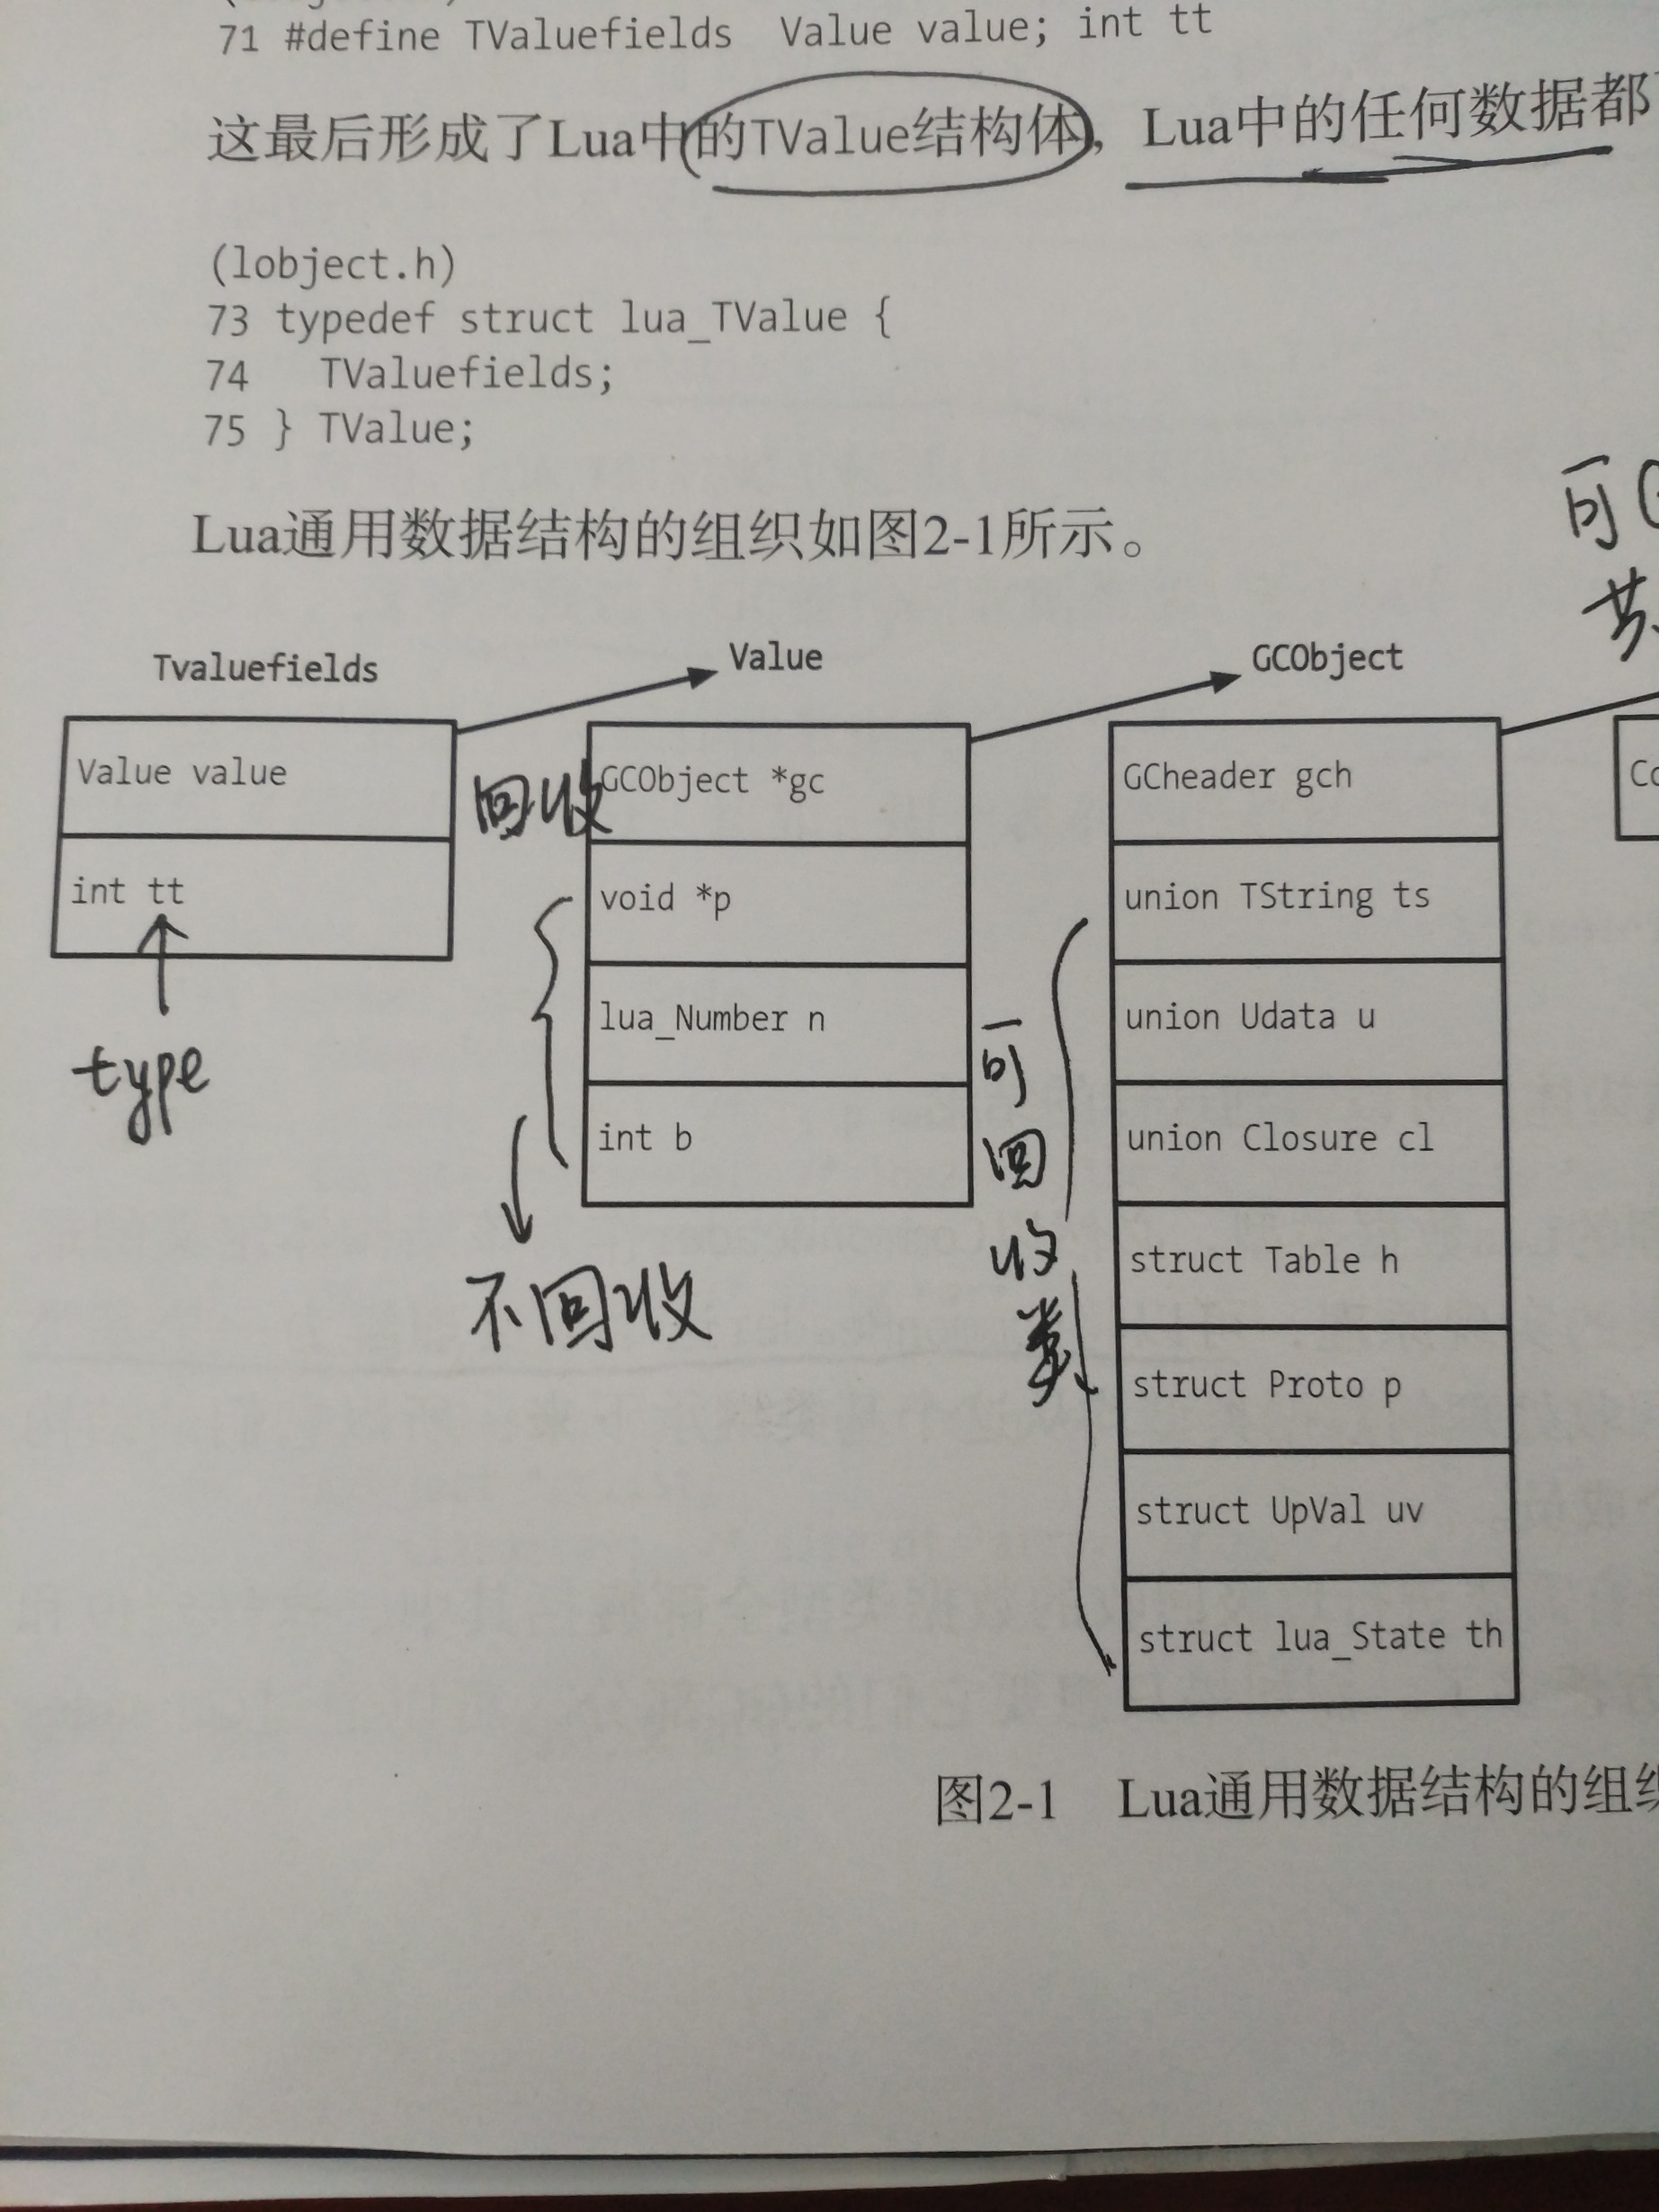 71 #define TValuefields  Value value; int tt
这最后形成了Lua中的TValue结构体， Lua中的任何数据都
(lobject.h)
73 typedef struct lua_TValue {
74   TValuefields;
75 } TValue;
Lua通用数据结构的组织如图2-1所示。
可
Tvaluefields
Value value
int tt
type
Value
回收
GCObject *gc
void *p
lua_Number n
int b
不回收
GCObject
可回收类
GCheader gch
union TString ts
union Udata u
union Closure cl
struct Table h
struct Proto p
struct UpVal uv
struct lua_State th
图2-1 Lua通用数据结构的组织